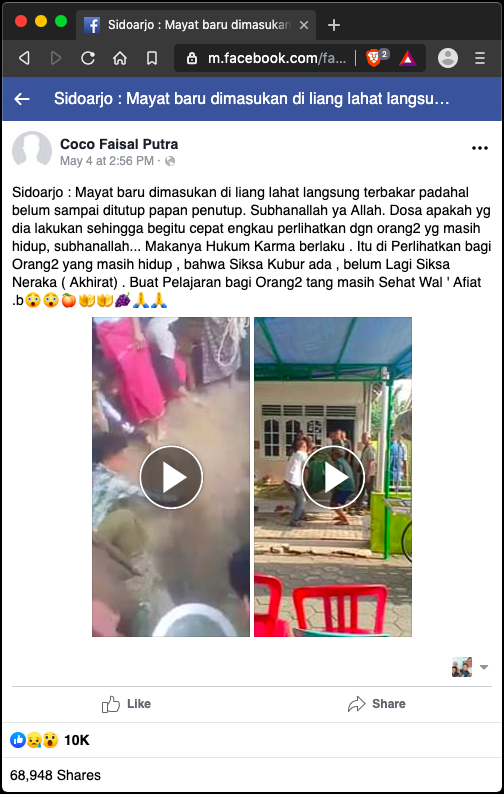 Sidoarjo : Mayat baru dimasukan
m.facebook.com/fa...
2
Sidoarjo : Mayat baru dimasukan di liang lahat langsu...
Coco Faisal Putra
May 4 at 2:56 PM ·
Sidoarjo : Mayat baru dimasukan di liang lahat langsung terbakar padahal
belum sampai ditutup papan penutup. Subhanallah ya Allah. Dosa apakah yg
dia lakukan sehingga begitu cepat engkau perlihatkan dgn orang2 yg masih
hidup, subhanallah... Makanya Hukum Karma berlaku . Itu di Perlihatkan bagi
Orang2 yang masih hidup , bahwa Siksa Kubur ada , belum Lagi Siksa
Neraka ( Akhirat) . Buat Pelajaran bagi Orang2 tang masih Sehat Wal ' Afiat
.b😲😲🍑🤲🤲🍇🙏🙏
Like
Share
10K
68,948 Shares